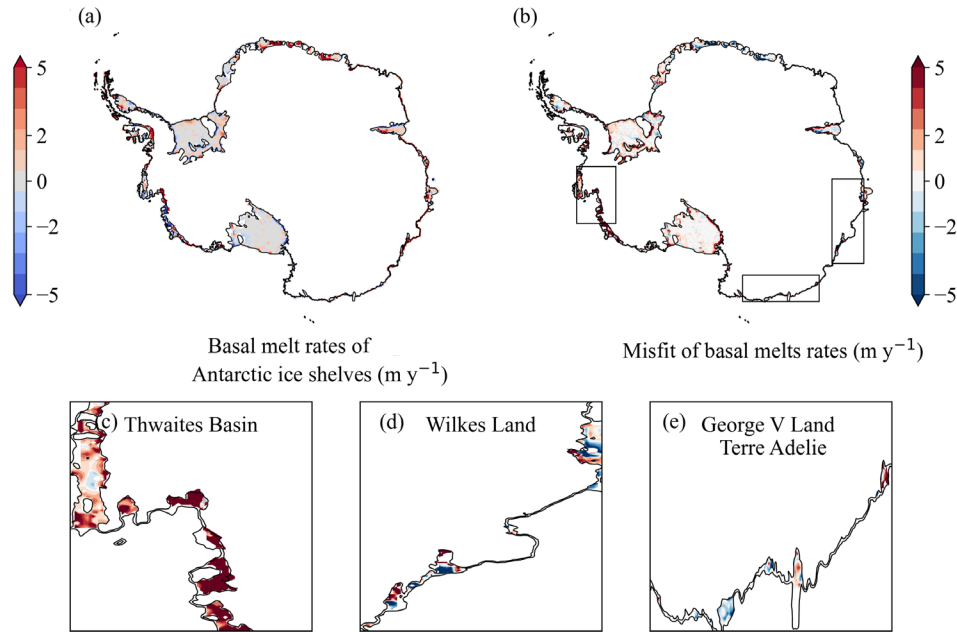 (a)
(b)
5
2
0
−2
−5
5
2
0
−2
−5
Basal melt rates of
Antarctic ice shelves (m y⁻¹)
Misfit of basal melts rates (m y⁻¹)
(c) Thwaites Basin
(d) Wilkes Land
(e) George V Land
Terre Adelie